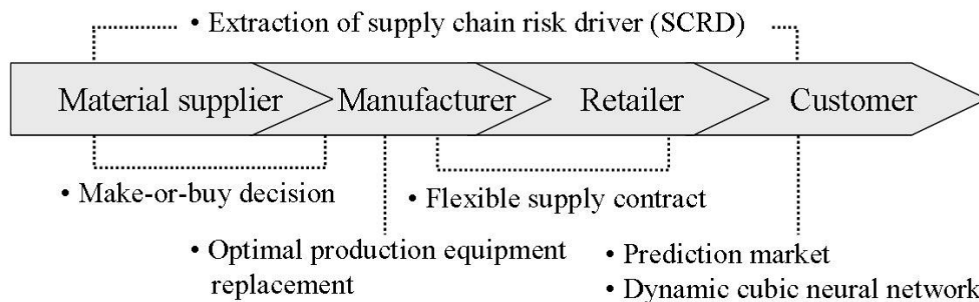 • Extraction of supply chain risk driver (SCRD)
Material supplier Manufacturer Retailer Customer
• Make-or-buy decision
• Flexible supply contract
• Optimal production equipment
replacement
• Prediction market
• Dynamic cubic neural network